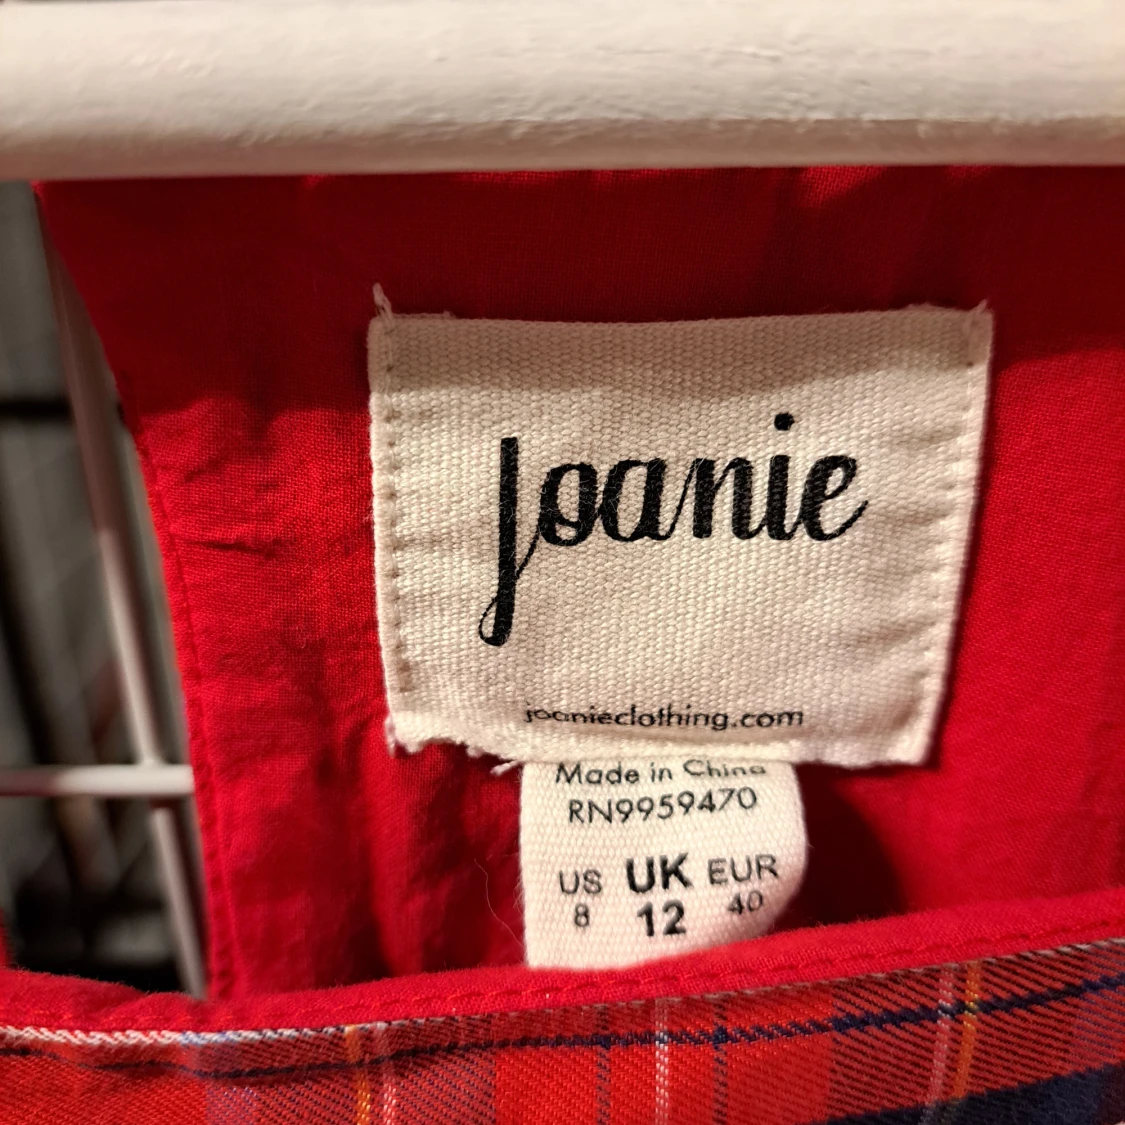 Joanie
joanieclothing.com
Made in China
RN9959470
US UK EUR
8 12 40